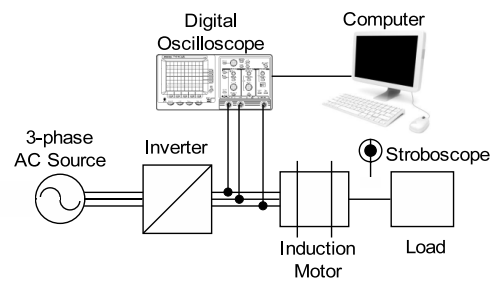 Digital
Oscilloscope
Computer
3-phase
AC Source
Inverter
Stroboscope
Induction
Motor
Load